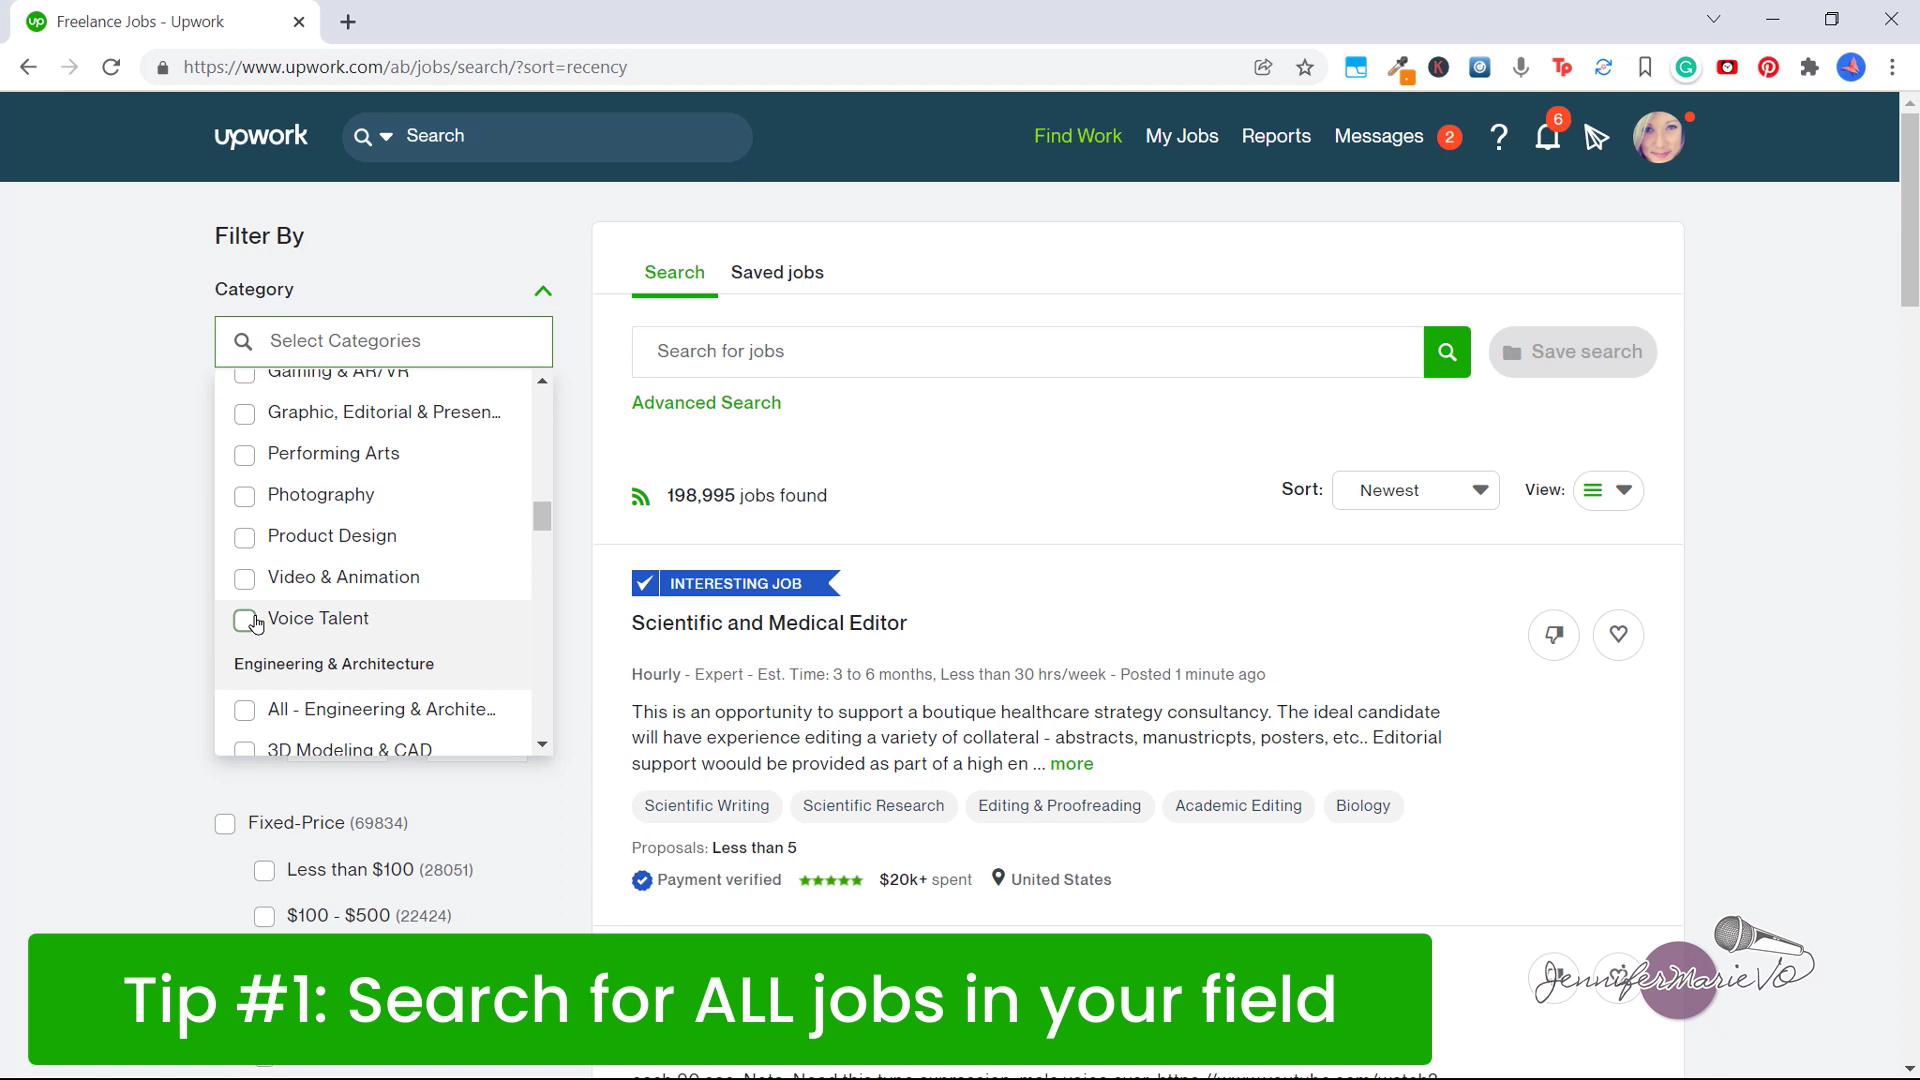 Freelance Jobs - Upwork
https://www.upwork.com/ab/jobs/search/?sort=recency
upwork
Search
Find Work
My Jobs
Reports
Messages 2
6
Filter By
Category
Select Categories
Gaming & AR/VR
Graphic, Editorial & Presen...
Performing Arts
Photography
Product Design
Video & Animation
Voice Talent
Engineering & Architecture
All - Engineering & Archite...
3D Modeling & CAD
Fixed-Price (69834)
Less than $100 (28051)
$100 - $500 (22424)
Search
Saved jobs
Search for jobs
Save search
Advanced Search
198,995 jobs found
Sort: Newest
View:
INTERESTING JOB
Scientific and Medical Editor
Hourly - Expert - Est. Time: 3 to 6 months, Less than 30 hrs/week - Posted 1 minute ago
This is an opportunity to support a boutique healthcare strategy consultancy. The ideal candidate
will have experience editing a variety of collateral - abstracts, manustricpts, posters, etc.. Editorial
support woould be provided as part of a high en ... more
Scientific Writing
Scientific Research
Editing & Proofreading
Academic Editing
Biology
Proposals: Less than 5
Payment verified
$20k+ spent
United States
Tip #1: Search for ALL jobs in your field
JenniferMarieVO